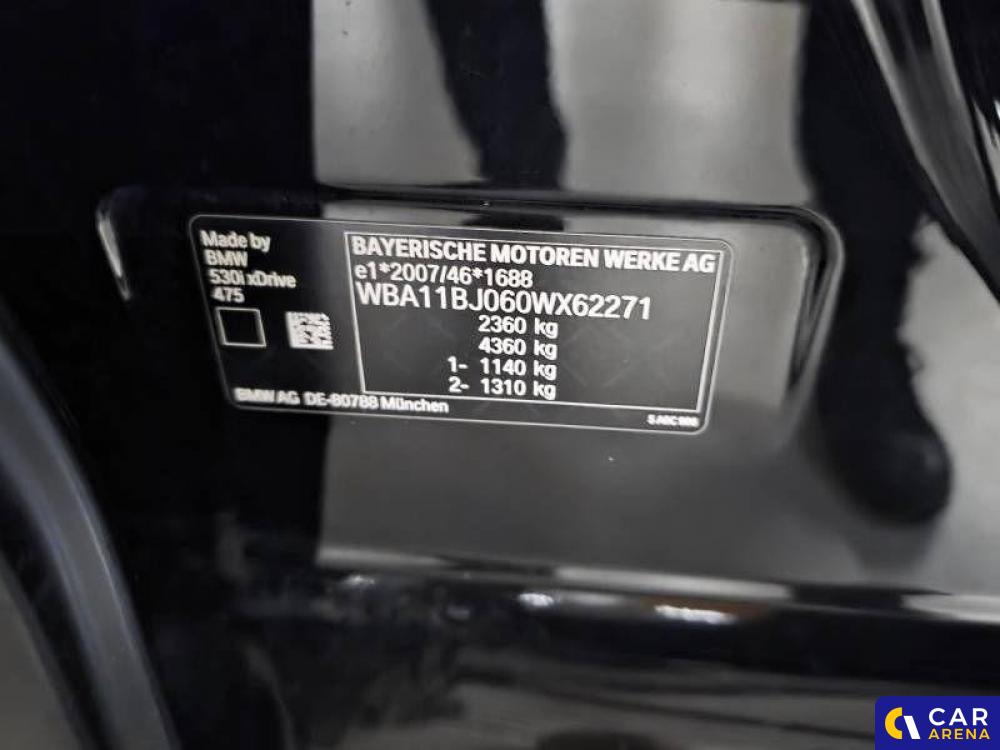 Made by
BMW
530i xDrive
475
BAYERISCHE MOTOREN WERKE AG
e1*2007/46*1688
WBA11BJ060WX62271
2360 kg
4360 kg
1- 1140 kg
2- 1310 kg
BMW AG DE-80788 München
CAR
ARENA